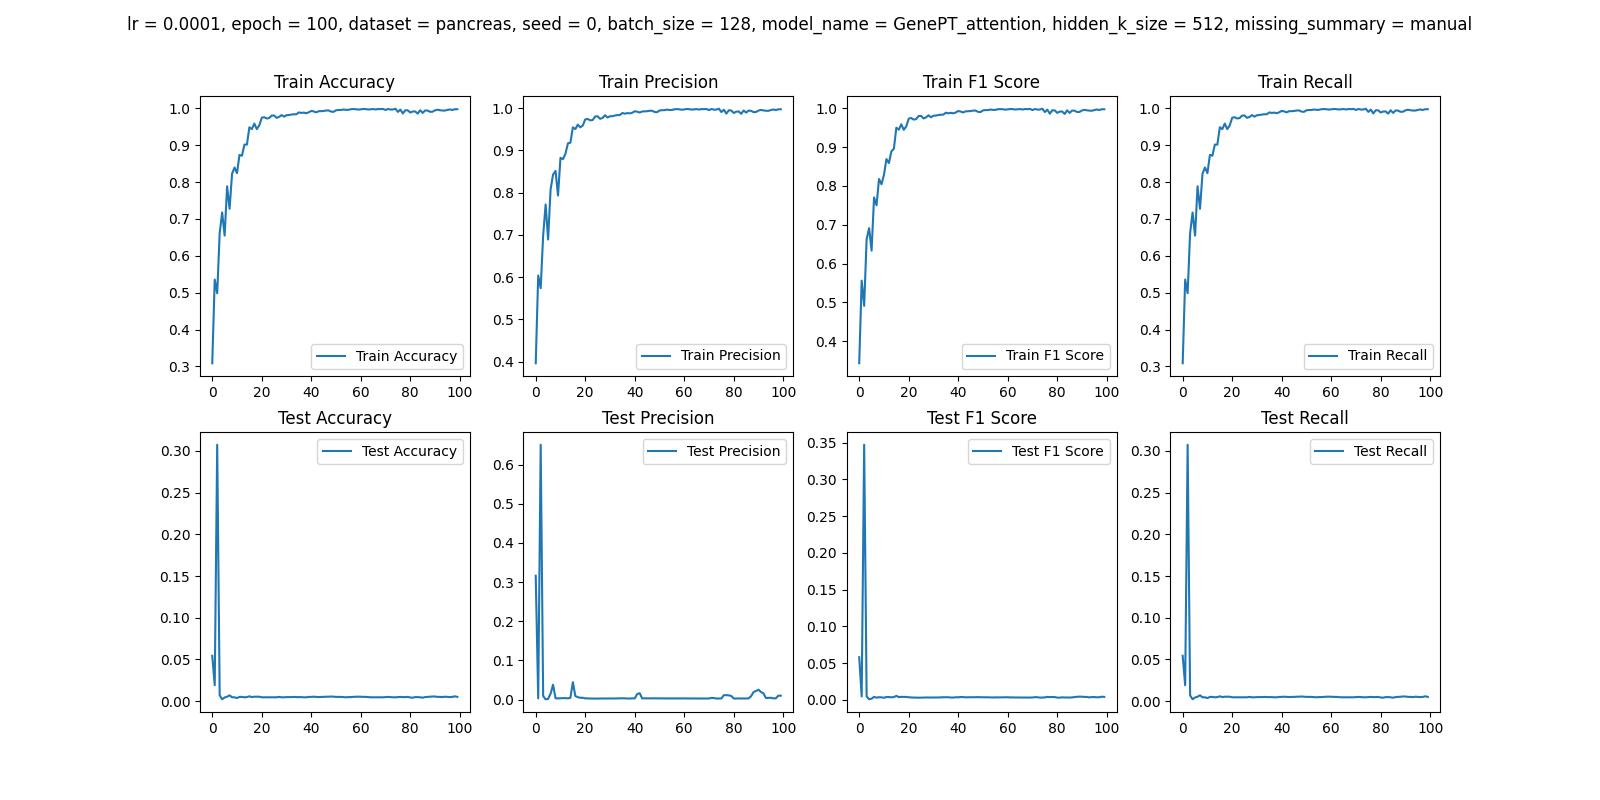 lr = 0.0001, epoch = 100, dataset = pancreas, seed = 0, batch_size = 128, model_name = GenePT_attention, hidden_k_size = 512, missing_summary = manual
Train Accuracy
1.0
0.9
0.8
0.7
0.6
0.5
0.4
0.3
0 20 40 60 80 100
Train Accuracy
Train Precision
1.0
0.9
0.8
0.7
0.6
0.5
0.4
0 20 40 60 80 100
Train Precision
Train F1 Score
1.0
0.9
0.8
0.7
0.6
0.5
0.4
0 20 40 60 80 100
Train F1 Score
Train Recall
1.0
0.9
0.8
0.7
0.6
0.5
0.4
0.3
0 20 40 60 80 100
Train Recall
Test Accuracy
0.30
0.25
0.20
0.15
0.10
0.05
0.00
0 20 40 60 80 100
Test Accuracy
Test Precision
0.6
0.5
0.4
0.3
0.2
0.1
0.0
0 20 40 60 80 100
Test Precision
Test F1 Score
0.35
0.30
0.25
0.20
0.15
0.10
0.05
0.00
0 20 40 60 80 100
Test F1 Score
Test Recall
0.30
0.25
0.20
0.15
0.10
0.05
0.00
0 20 40 60 80 100
Test Recall